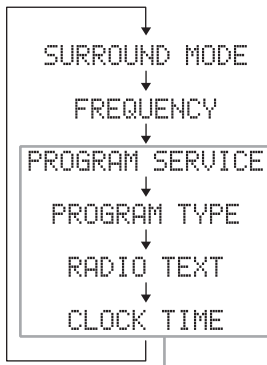 SURROUND MODE
FREQUENCY
PROGRAM SERVICE
PROGRAM TYPE
RADIO TEXT
CLOCK TIME